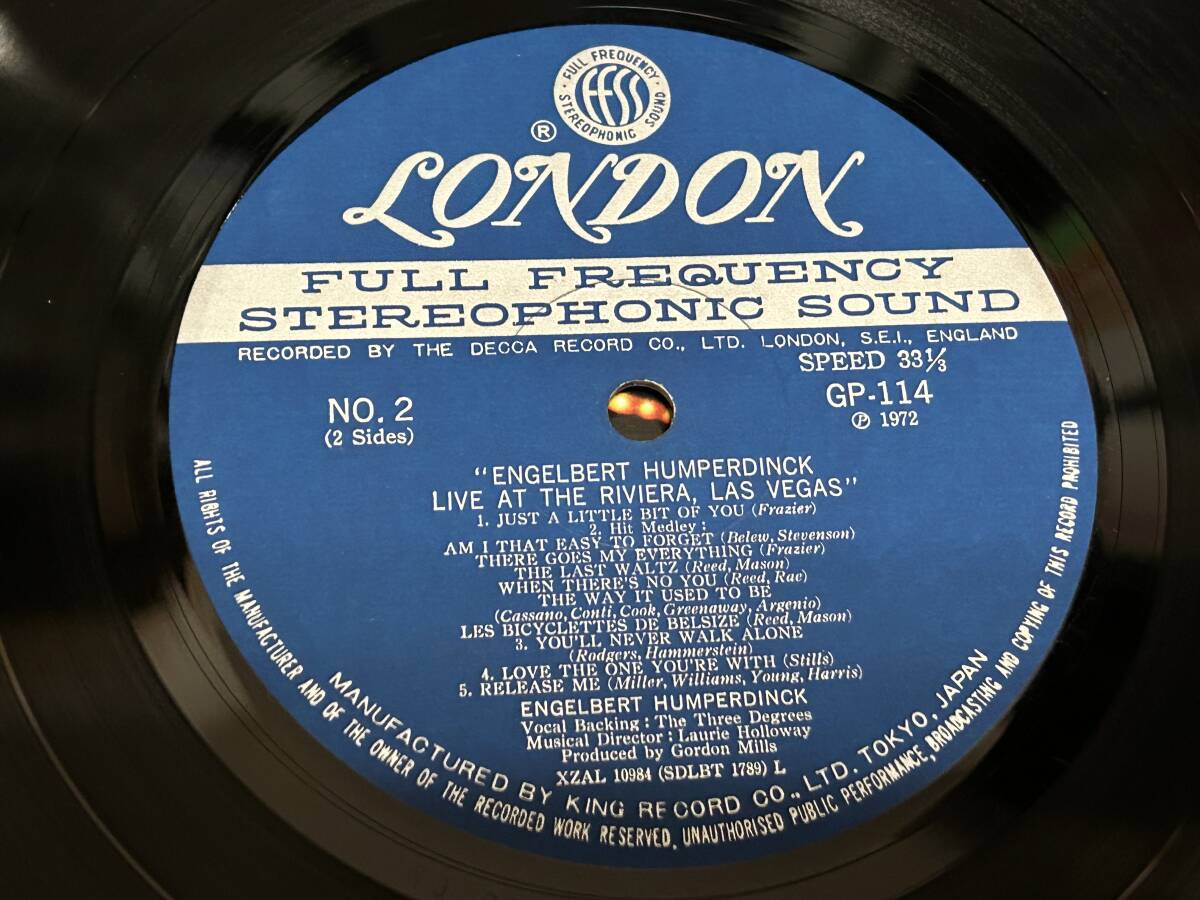 FULL FREQUENCY
STEREOPHONIC SOUND
FFSS
®
LONDON
FULL FREQUENCY
STEREOPHONIC SOUND
RECORDED BY THE DECCA RECORD CO., LTD. LONDON, S.E.I., ENGLAND
SPEED 33⅓
NO. 2
(2 Sides)
GP-114
℗ 1972
"ENGELBERT HUMPERDINCK
LIVE AT THE RIVIERA, LAS VEGAS"
1. JUST A LITTLE BIT OF YOU (Frazier)
2. Hit Medley:
AM I THAT EASY TO FORGET (Belew, Stevenson)
THERE GOES MY EVERYTHING (Frazier)
THE LAST WALTZ (Reed, Mason)
WHEN THERE'S NO YOU (Reed, Rae)
THE WAY IT USED TO BE
(Cassano, Conti, Cook, Greenaway, Argenio)
LES BICYCLETTES DE BELSIZE (Reed, Mason)
3. YOU'LL NEVER WALK ALONE
(Rodgers, Hammerstein)
4. LOVE THE ONE YOU'RE WITH (Stills)
5. RELEASE ME (Miller, Williams, Young, Harris)
ENGELBERT HUMPERDINCK
Vocal Backing : The Three Degrees
Musical Director : Laurie Holloway
Produced by Gordon Mills
XZAL 10984 (SDLBT 1789) L
MANUFACTURED BY KING RECORD CO., LTD. TOKYO, JAPAN
ALL RIGHTS OF THE MANUFACTURER AND OF THE OWNER OF THE RECORDED WORK RESERVED. UNAUTHORISED PUBLIC PERFORMANCE, BROADCASTING AND COPYING OF THIS RECORD PROHIBITED